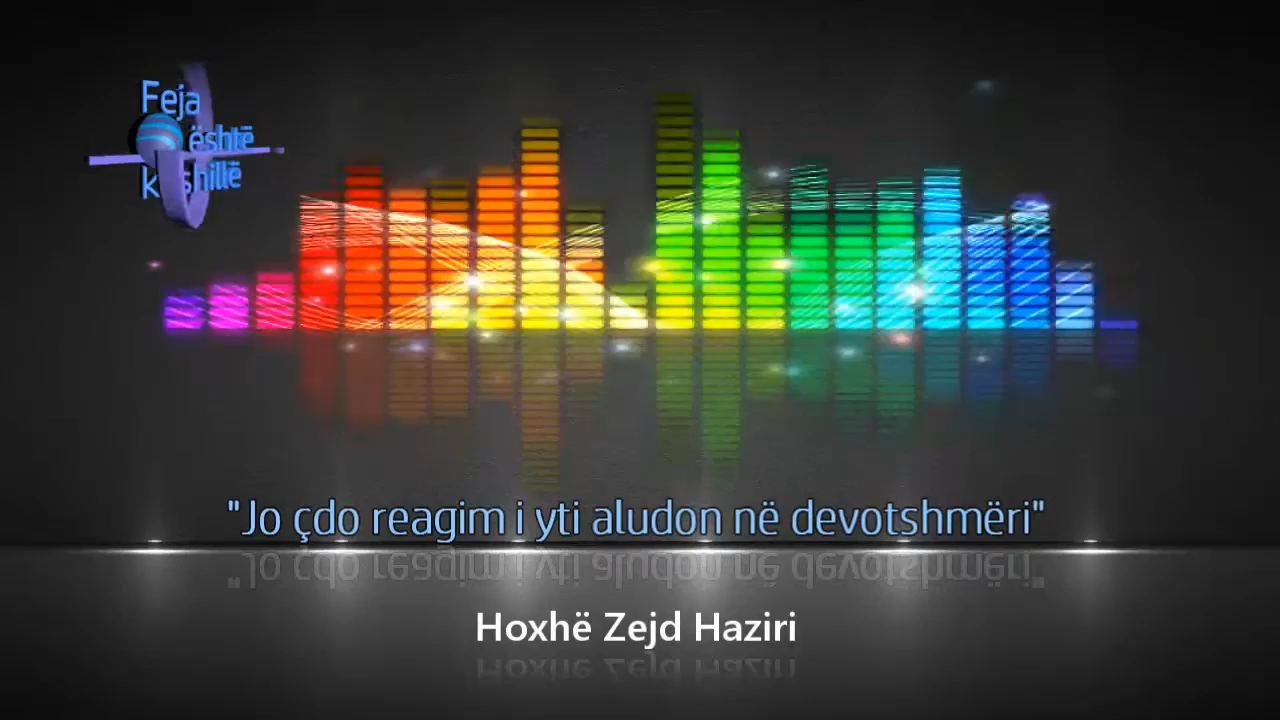 Feja
është
këshillë
"Jo çdo reagim i yti aludon në devotshmëri"
Hoxhë Zejd Haziri